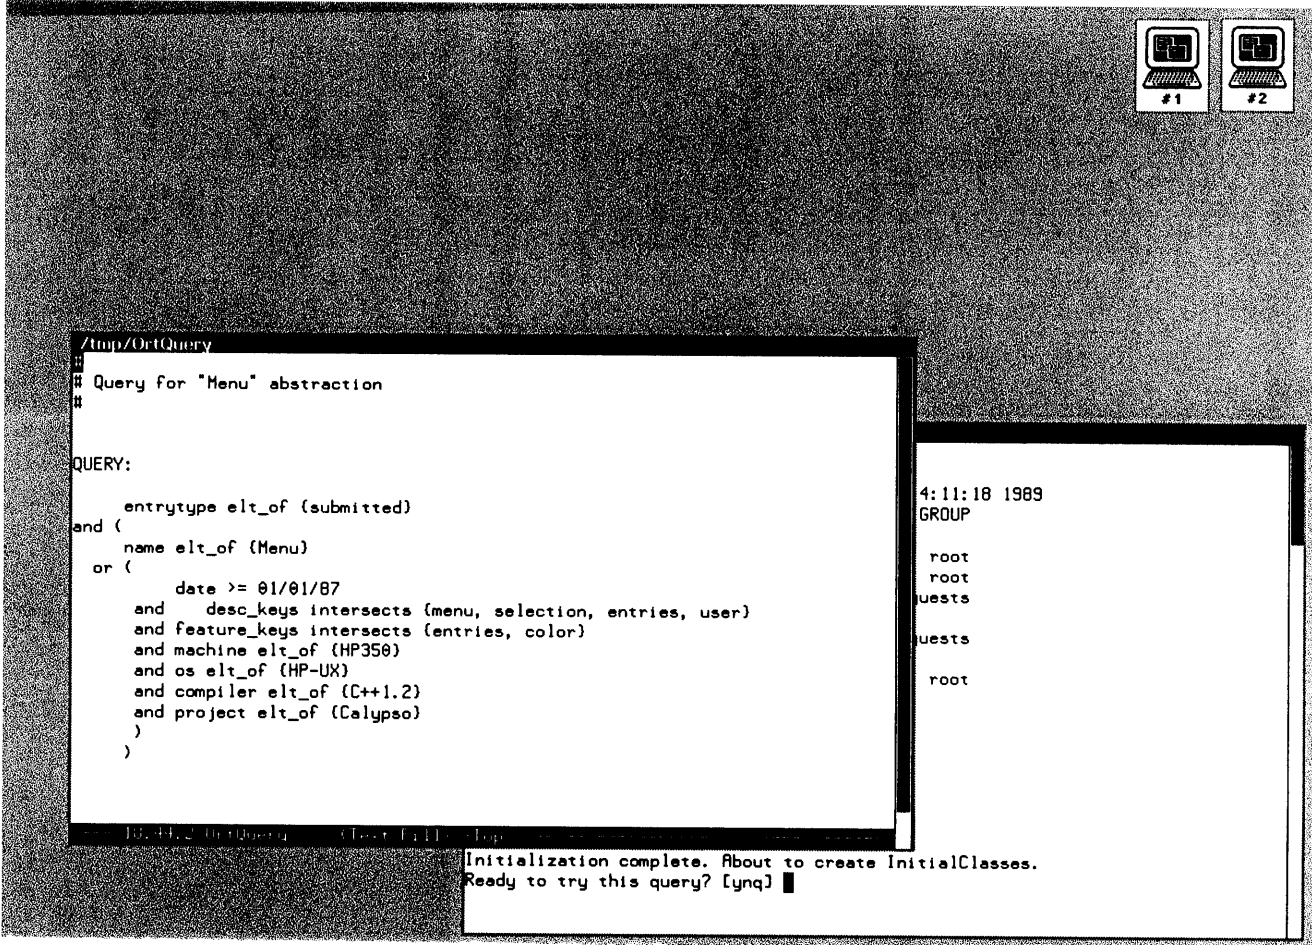 #1 #2
/tmp/OrtQuery
#
# Query for "Menu" abstraction
#
QUERY:
entrytype elt_of {submitted}
and (
name elt_of {Menu}
or (
date >= 01/01/87
and desc_keys intersects {menu, selection, entries, user}
and feature_keys intersects {entries, color}
and machine elt_of {HP350}
and os elt_of {HP-UX}
and compiler elt_of {C++1.2}
and project elt_of {Calypso}
)
)
OrtQuery (Text Fill)
4:11:18 1989
GROUP
root
root
uests
uests
root
Initialization complete. About to create InitialClasses.
Ready to try this query? [ynq]